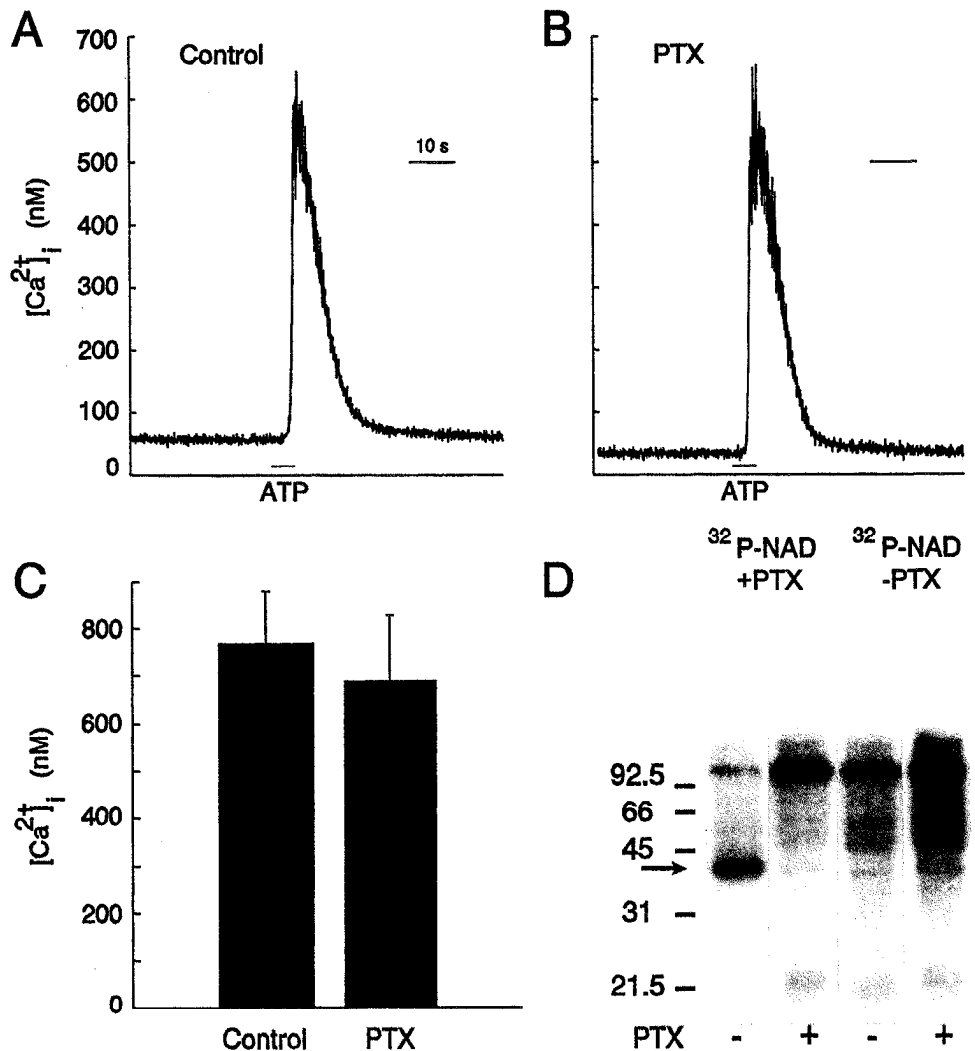 A
Control
700
600
500
400
300
200
100
0
[Ca2+]i (nM)
10 s
ATP
B
PTX
ATP
C
800
600
400
200
0
[Ca2+]i (nM)
Control PTX
D
32P-NAD 32P-NAD
+PTX -PTX
92.5
66
45
31
21.5
PTX - + - +